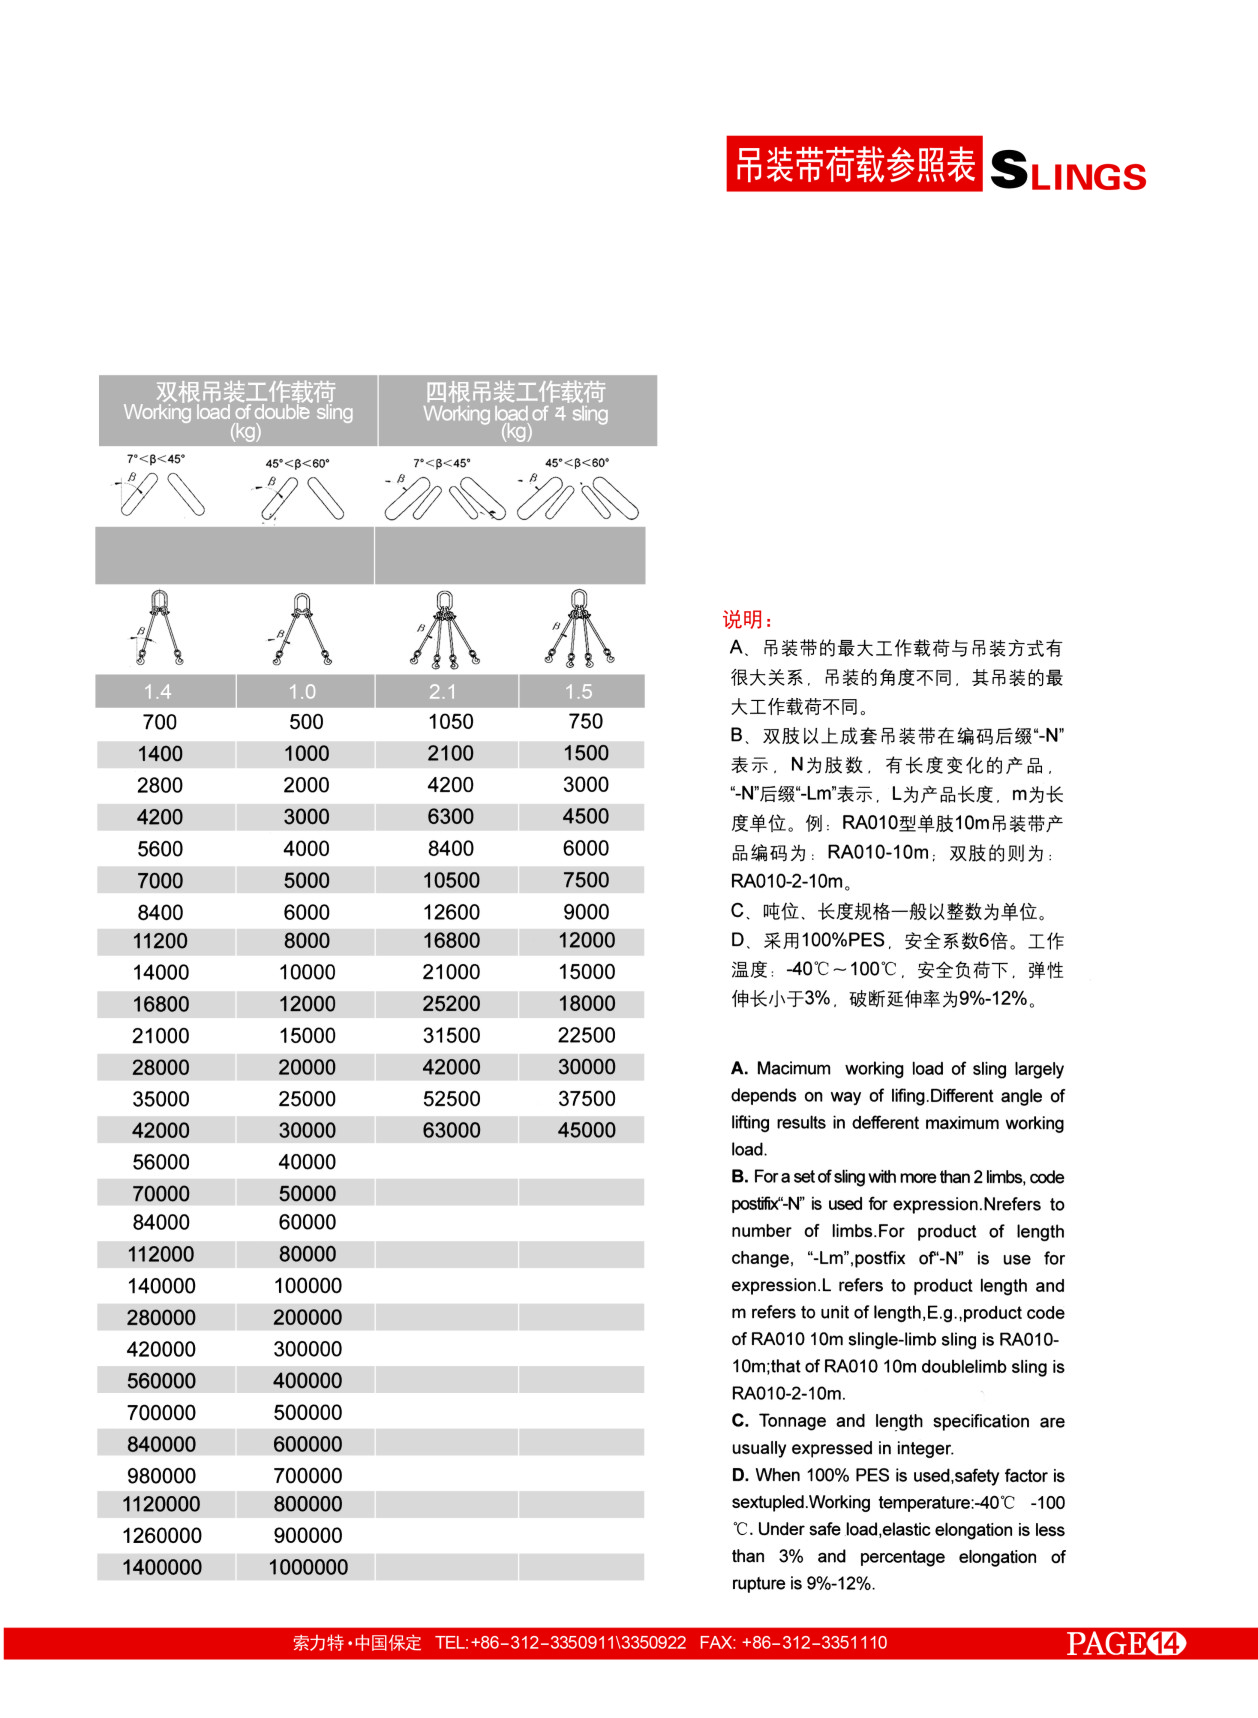 吊装带荷载参照表 SLINGS
双根吊装工作载荷 四根吊装工作载荷
Working load of double sling Working load of 4 sling
(kg) (kg)
7°<β<45° 45°<β<60° 7°<β<45° 45°<β<60°
β β β β
β β β β
1.4 1.0 2.1 1.5
700 500 1050 750
1400 1000 2100 1500
2800 2000 4200 3000
4200 3000 6300 4500
5600 4000 8400 6000
7000 5000 10500 7500
8400 6000 12600 9000
11200 8000 16800 12000
14000 10000 21000 15000
16800 12000 25200 18000
21000 15000 31500 22500
28000 20000 42000 30000
35000 25000 52500 37500
42000 30000 63000 45000
56000 40000
70000 50000
84000 60000
112000 80000
140000 100000
280000 200000
420000 300000
560000 400000
700000 500000
840000 600000
980000 700000
1120000 800000
1260000 900000
1400000 1000000
说明：
A、吊装带的最大工作载荷与吊装方式有
很大关系，吊装的角度不同，其吊装的最
大工作载荷不同。
B、双肢以上成套吊装带在编码后缀“-N”
表示，N为肢数，有长度变化的产品，
“-N”后缀“-Lm”表示，L为产品长度，m为长
度单位。例：RA010型单肢10m吊装带产
品编码为：RA010-10m；双肢的则为：
RA010-2-10m。
C、吨位、长度规格一般以整数为单位。
D、采用100%PES，安全系数6倍。工作
温度：-40℃～100℃，安全负荷下，弹性
伸长小于3%，破断延伸率为9%-12%。
A. Macimum working load of sling largely
depends on way of lifing.Different angle of
lifting results in defferent maximum working
load.
B. For a set of sling with more than 2 limbs, code
postifix“-N” is used for expression.Nrefers to
number of limbs.For product of length
change, “-Lm”,postfix of“-N” is use for
expression.L refers to product length and
m refers to unit of length,E.g.,product code
of RA010 10m slingle-limb sling is RA010-
10m;that of RA010 10m doublelimb sling is
RA010-2-10m.
C. Tonnage and length specification are
usually expressed in integer.
D. When 100% PES is used,safety factor is
sextupled.Working temperature:-40℃ -100
℃. Under safe load,elastic elongation is less
than 3% and percentage elongation of
rupture is 9%-12%.
索力特·中国保定 TEL:+86-312-3350911\3350922 FAX: +86-312-3351110 PAGE14